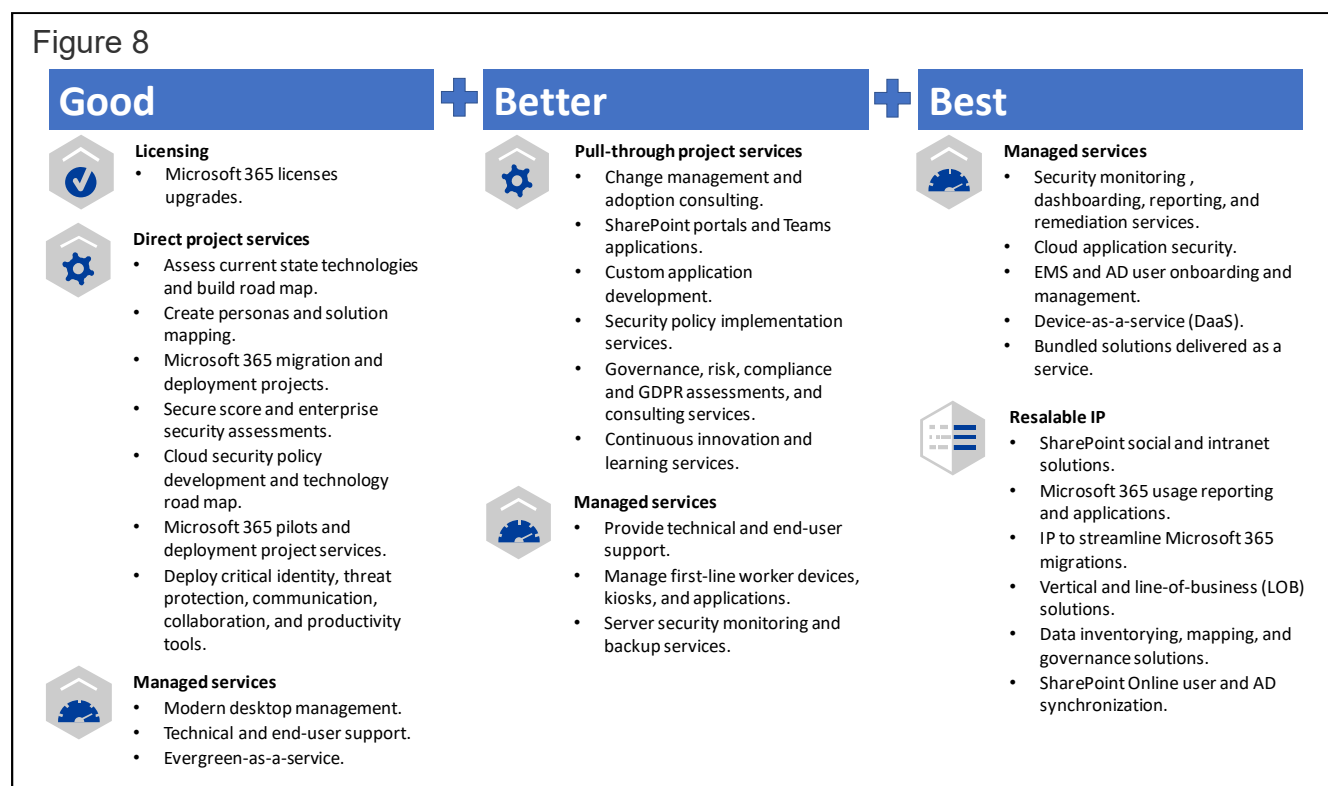 Figure 8
Good
Licensing
• Microsoft 365 licenses
upgrades.
Direct project services
• Assess current state technologies
and build road map.
• Create personas and solution
mapping.
• Microsoft 365 migration and
deployment projects.
• Secure score and enterprise
security assessments.
• Cloud security policy
development and technology
road map.
• Microsoft 365 pilots and
deployment project services.
• Deploy critical identity, threat
protection, communication,
collaboration, and productivity
tools.
Managed services
• Modern desktop management.
• Technical and end-user support.
• Evergreen-as-a-service.
Better
Pull-through project services
• Change management and
adoption consulting.
• SharePoint portals and Teams
applications.
• Custom application
development.
• Security policy implementation
services.
• Governance, risk, compliance
and GDPR assessments, and
consulting services.
• Continuous innovation and
learning services.
Managed services
• Provide technical and end-user
support.
• Manage first-line worker devices,
kiosks, and applications.
• Server security monitoring and
backup services.
Best
Managed services
• Security monitoring ,
dashboarding, reporting, and
remediation services.
• Cloud application security.
• EMS and AD user onboarding and
management.
• Device-as-a-service (DaaS).
• Bundled solutions delivered as a
service.
Resalable IP
• SharePoint social and intranet
solutions.
• Microsoft 365 usage reporting
and applications.
• IP to streamline Microsoft 365
migrations.
• Vertical and line-of-business (LOB)
solutions.
• Data inventorying, mapping, and
governance solutions.
• SharePoint Online user and AD
synchronization.